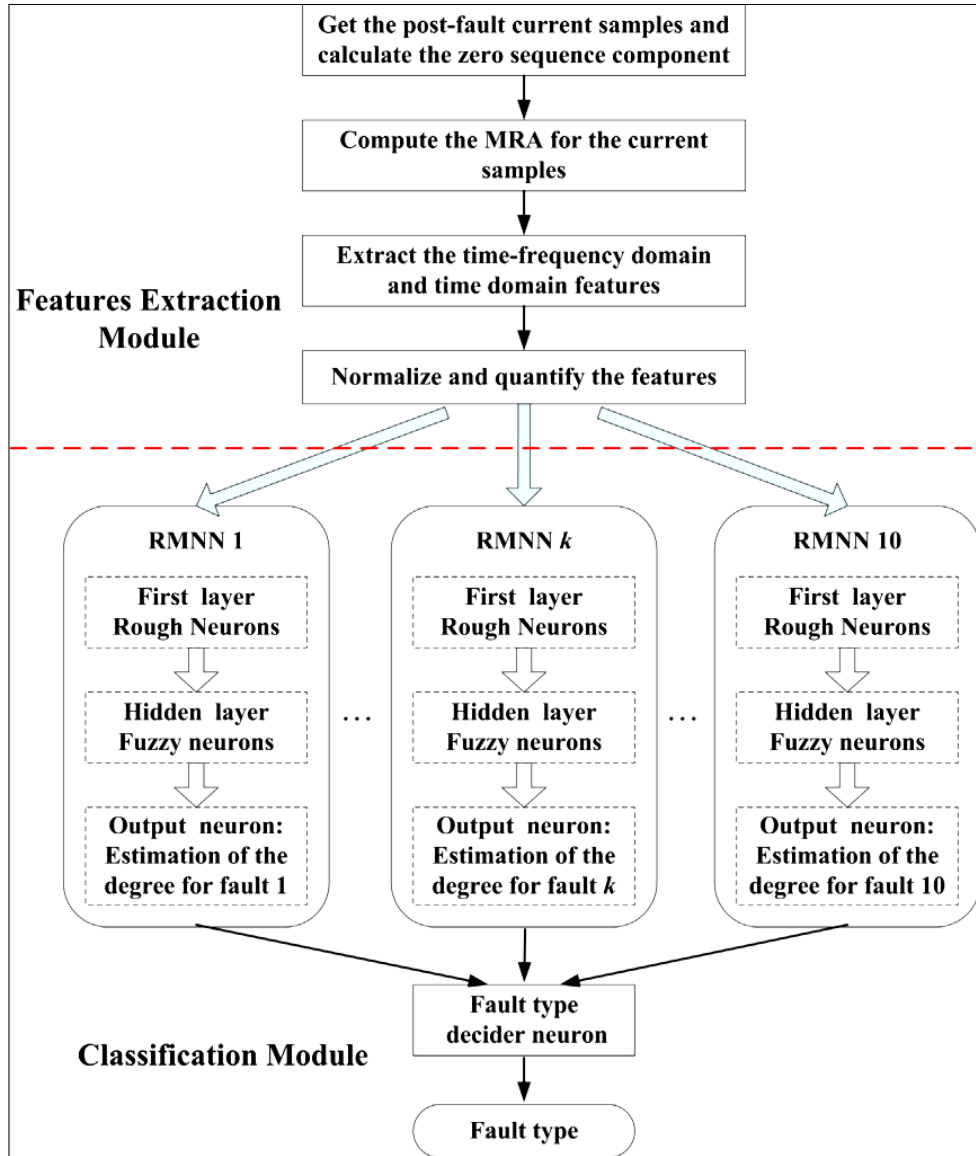 Get the post-fault current samples and
calculate the zero sequence component
Compute the MRA for the current
samples
Extract the time-frequency domain
and time domain features
Features Extraction
Module
Normalize and quantify the features
RMNN 1
First layer
Rough Neurons
Hidden layer
Fuzzy neurons
Output neuron:
Estimation of the
degree for fault 1
...
RMNN k
First layer
Rough Neurons
Hidden layer
Fuzzy neurons
Output neuron:
Estimation of the
degree for fault k
...
RMNN 10
First layer
Rough Neurons
Hidden layer
Fuzzy neurons
Output neuron:
Estimation of the
degree for fault 10
Fault type
decider neuron
Classification Module
Fault type